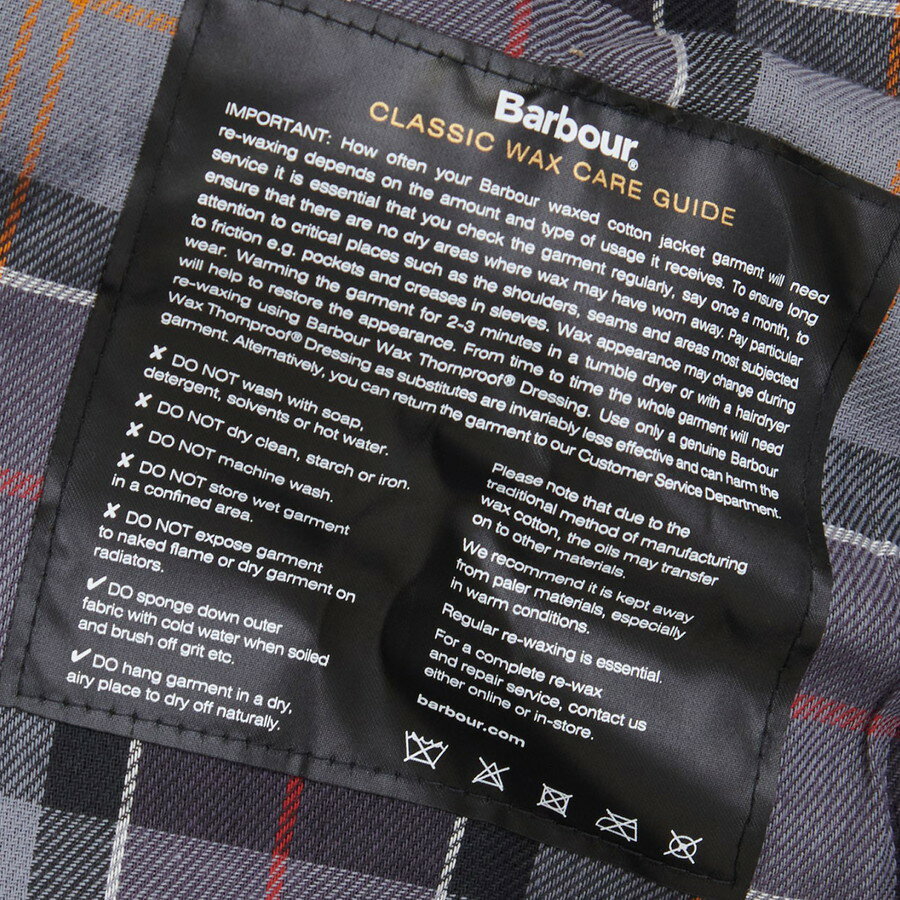 Barbour®
CLASSIC WAX CARE GUIDE
IMPORTANT: How often your Barbour waxed cotton jacket garment will need
re-waxing depends on the amount and type of usage it receives. To ensure long
service it is essential that you check the garment regularly, say once a month, to
ensure that there are no dry areas where wax may have worn away. Pay particular
attention to critical places such as the shoulders, seams and areas most subjected
to friction e.g. pockets and creases in sleeves. Wax appearance may change during
wear. Warming the garment for 2-3 minutes in a tumble dryer or with a hairdryer
will help to restore the appearance. From time to time the whole garment will need
re-waxing using Barbour Wax Thornproof® Dressing. Use only a genuine Barbour
Wax Thornproof® Dressing as substitutes are invariably less effective and can harm the
garment. Alternatively, you can return the garment to our Customer Service Department.
✘ DO NOT wash with soap,
detergent, solvents or hot water.
✘ DO NOT dry clean, starch or iron.
✘ DO NOT machine wash.
✘ DO NOT store wet garment
in a confined area.
✘ DO NOT expose garment
to naked flame or dry garment on
radiators.
✔ DO sponge down outer
fabric with cold water when soiled
and brush off grit etc.
✔ DO hang garment in a dry,
airy place to dry off naturally.
Please note that due to the
traditional method of manufacturing
wax cotton, the oils may transfer
on to other materials.
We recommend it is kept away
from paler materials, especially
in warm conditions.
Regular re-waxing is essential.
For a complete re-wax
and repair service, contact us
either online or in-store.
barbour.com